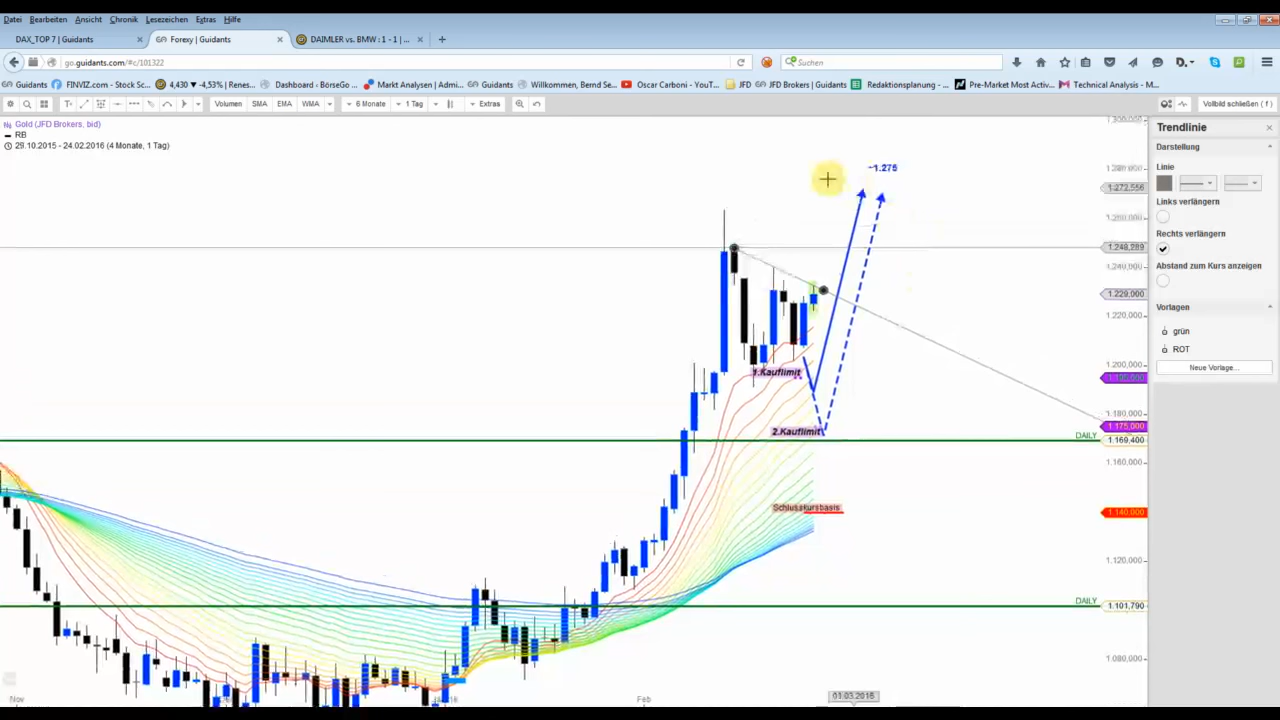 Datei Bearbeiten Ansicht Chronik Lesezeichen Extras Hilfe
DAX_TOP 7 | Guidants × Forexy | Guidants × DAIMLER vs. BMW : 1 - 1 | ... × +
go.guidants.com/#c/101322 Suchen
Guidants FINVIZ.com - Stock Sc... 4,430 ▾ -4,53% | Renes... Dashboard ‹ BörseGo ... Markt Analysen | Admi... Guidants Willkommen, Bernd Se... Oscar Carboni - YouT... JFD JFD Brokers | Guidants Redaktionsplanung - ... Pre-Market Most Activ... Technical Analysis - M...
Volumen SMA EMA WMA 6 Monate 1 Tag Extras Vollbild schließen ( f )
Gold (JFD Brokers, bid)
RB
29.10.2015 - 24.02.2016 (4 Monate, 1 Tag)
Trendlinie
Darstellung
Linie
Links verlängern
Rechts verlängern
Abstand zum Kurs anzeigen
Vorlagen
grün
ROT
Neue Vorlage...
~1.275
1.272,556
1.248,289
1.240,000
1.229,000
1.220,000
1.200,000
1.Kauflimit
1.180,000
1.175,000
2.Kauflimit
DAILY 1.169,400
1.160,000
Schlusskursbasis
1.140,000
1.120,000
DAILY 1.101,790
1.080,000
Nov Feb 01.03.2016